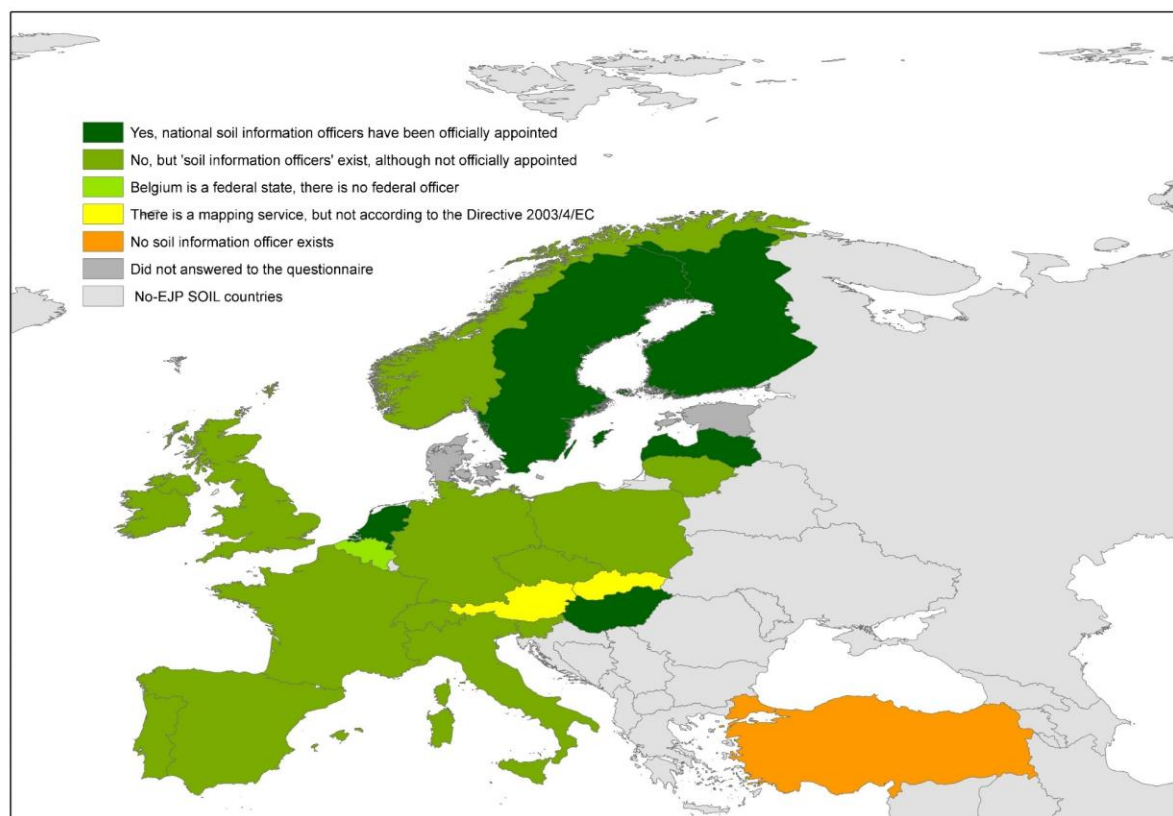 Yes, national soil information officers have been officially appointed
No, but 'soil information officers' exist, although not officially appointed
Belgium is a federal state, there is no federal officer
There is a mapping service, but not according to the Directive 2003/4/EC
No soil information officer exists
Did not answered to the questionnaire
No-EJP SOIL countries